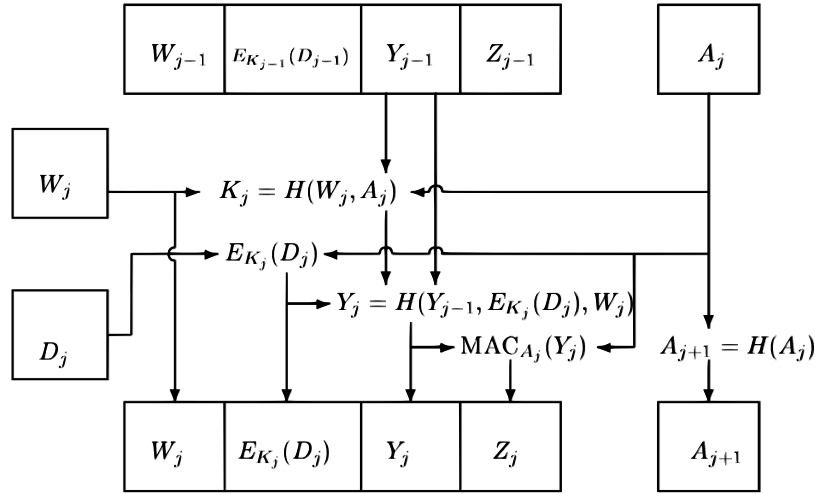 W_{j-1} E_{K_{j-1}}(D_{j-1}) Y_{j-1} Z_{j-1} A_j
W_j K_j = H(W_j, A_j)
E_{K_j}(D_j)
Y_j = H(Y_{j-1}, E_{K_j}(D_j), W_j)
D_j MAC_{A_j}(Y_j) A_{j+1} = H(A_j)
W_j E_{K_j}(D_j) Y_j Z_j A_{j+1}